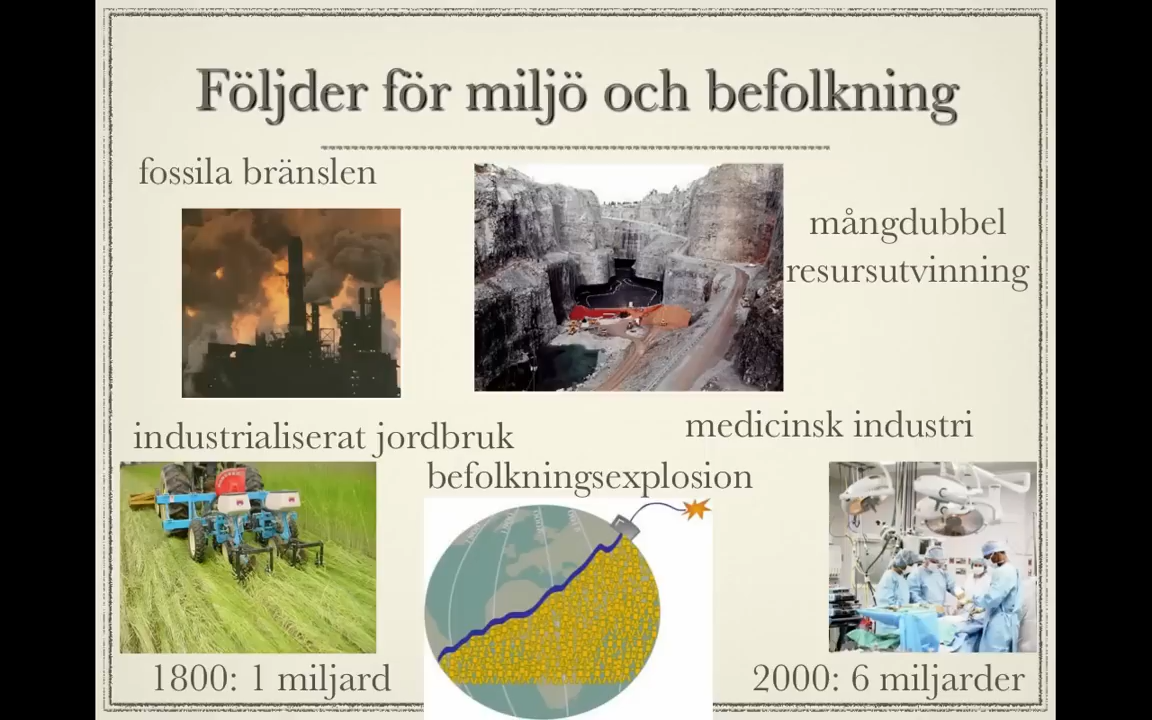 Följder för miljö och befolkning
fossila bränslen
mångdubbel
resursutvinning
industrialiserat jordbruk
medicinsk industri
befolkningsexplosion
1800: 1 miljard
2000: 6 miljarder